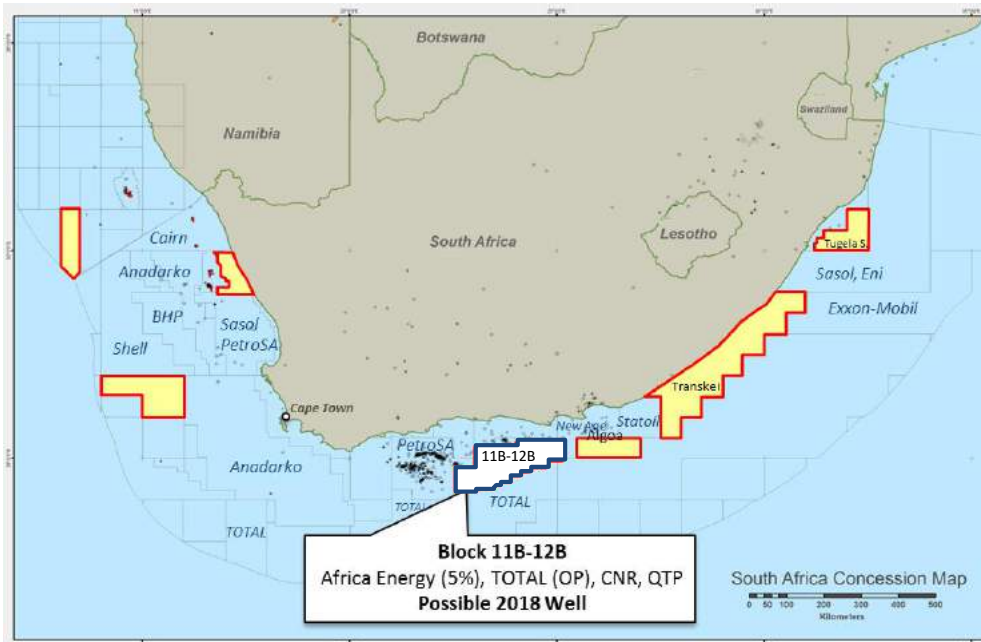 Botswana
Swaziland
Namibia
South Africa
Lesotho
Tugela S.
Cairn
Anadarko
Sasol, Eni
BHP
Exxon-Mobil
Sasol
PetroSA
Shell
Transkei
Cape Town
Statoil
New Age
Algoa
PetroSA
11B-12B
Anadarko
TOTAL
TOTAL
TOTAL
Block 11B-12B
Africa Energy (5%), TOTAL (OP), CNR, QTP
Possible 2018 Well
South Africa Concession Map
0 50 100 200 300 400 500
Kilometers